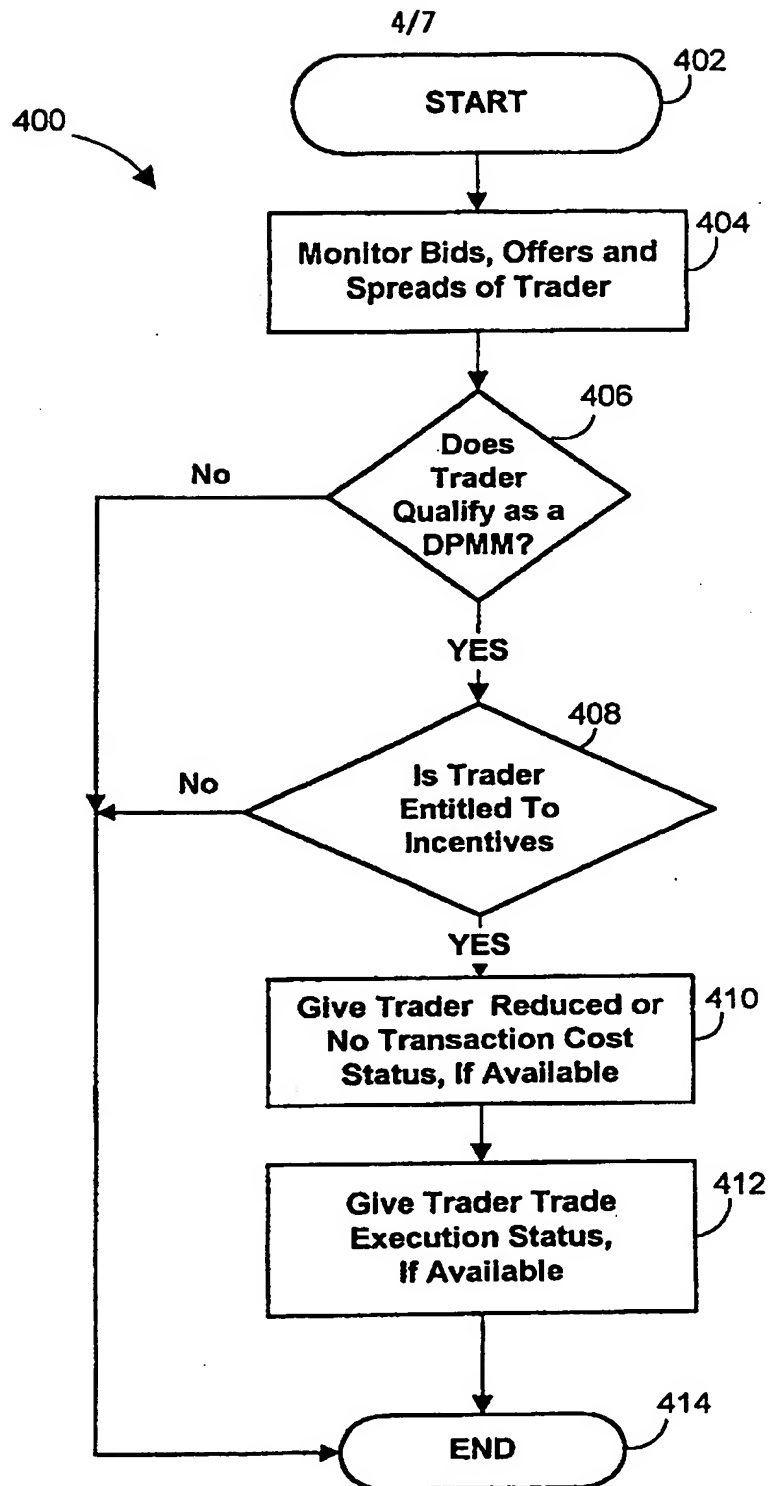 4/7
402
START
400
404
Monitor Bids, Offers and
Spreads of Trader
406
Does
Trader
Qualify as a
DPMM?
No
YES
408
Is Trader
Entitled To
Incentives
No
YES
410
Give Trader Reduced or
No Transaction Cost
Status, If Available
412
Give Trader Trade
Execution Status,
If Available
414
END